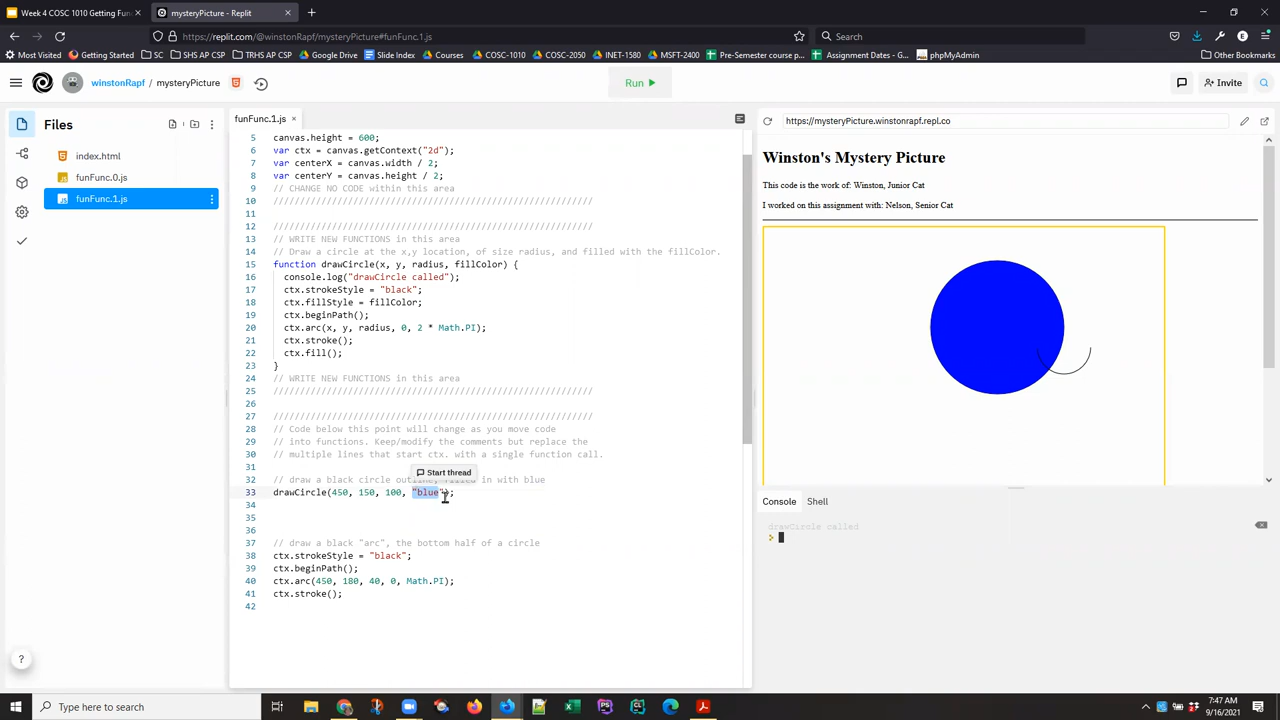 Week 4 COSC 1010 Getting Fun
mysteryPicture - Replit
https://replit.com/@winstonRapf/mysteryPicture#funFunc.1.js
Search
Most Visited
Getting Started
SC
SHS AP CSP
TRHS AP CSP
Google Drive
Slide Index
Courses
COSC-1010
COSC-2050
INET-1580
MSFT-2400
Pre-Semester course p...
Assignment Dates - G...
phpMyAdmin
Other Bookmarks
winstonRapf / mysteryPicture
Run
Invite
Files
index.html
funFunc.0.js
funFunc.1.js
funFunc.1.js
5 canvas.height = 600;
6 var ctx = canvas.getContext("2d");
7 var centerX = canvas.width / 2;
8 var centerY = canvas.height / 2;
9 // CHANGE NO CODE within this area
10 ////////////////////////////////////////////////////////////
11
12 ////////////////////////////////////////////////////////////
13 // WRITE NEW FUNCTIONS in this area
14 // Draw a circle at the x,y location, of size radius, and filled with the fillColor.
15 function drawCircle(x, y, radius, fillColor) {
16 console.log("drawCircle called");
17 ctx.strokeStyle = "black";
18 ctx.fillStyle = fillColor;
19 ctx.beginPath();
20 ctx.arc(x, y, radius, 0, 2 * Math.PI);
21 ctx.stroke();
22 ctx.fill();
23 }
24 // WRITE NEW FUNCTIONS in this area
25 ////////////////////////////////////////////////////////////
26
27 ////////////////////////////////////////////////////////////
28 // Code below this point will change as you move code
29 // into functions. Keep/modify the comments but replace the
30 // multiple lines that start ctx. with a single function call.
31
Start thread
32 // draw a black circle outline, filled in with blue
33 drawCircle(450, 150, 100, "blue");
34
35
36
37 // draw a black "arc", the bottom half of a circle
38 ctx.strokeStyle = "black";
39 ctx.beginPath();
40 ctx.arc(450, 180, 40, 0, Math.PI);
41 ctx.stroke();
42
https://mysteryPicture.winstonrapf.repl.co
Winston's Mystery Picture
This code is the work of: Winston, Junior Cat
I worked on this assignment with: Nelson, Senior Cat
Console
Shell
drawCircle called
?
Type here to search
7:47 AM
9/16/2021